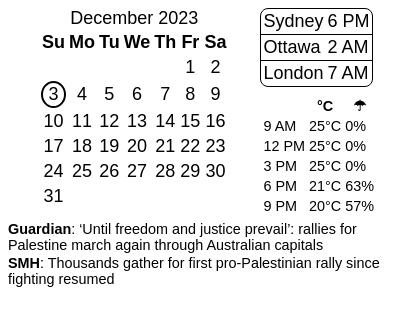 December 2023
Su Mo Tu We Th Fr Sa
1 2
3 4 5 6 7 8 9
10 11 12 13 14 15 16
17 18 19 20 21 22 23
24 25 26 27 28 29 30
31
Sydney 6 PM
Ottawa 2 AM
London 7 AM
°C ☂
9 AM 25°C 0%
12 PM 25°C 0%
3 PM 25°C 0%
6 PM 21°C 63%
9 PM 20°C 57%
Guardian: ‘Until freedom and justice prevail’: rallies for
Palestine march again through Australian capitals
SMH: Thousands gather for first pro-Palestinian rally since
fighting resumed